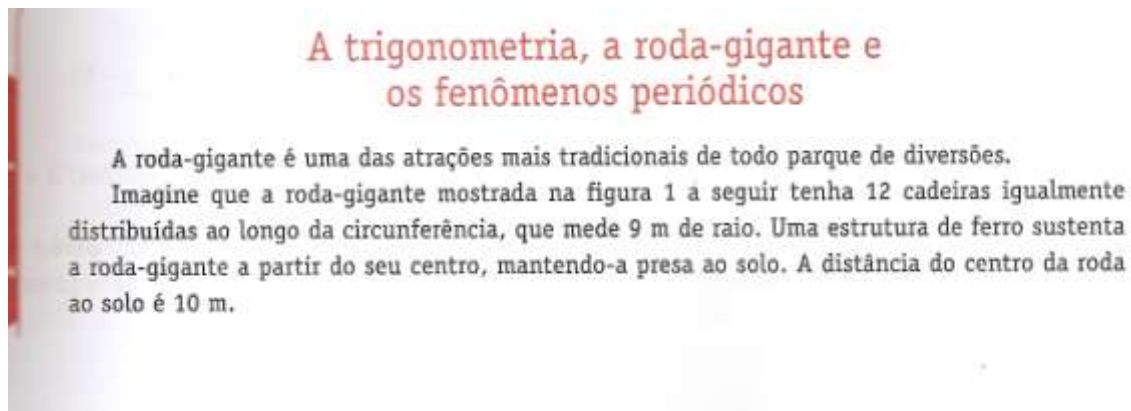 A trigonometria, a roda-gigante e
os fenômenos periódicos
A roda-gigante é uma das atrações mais tradicionais de todo parque de diversões.
Imagine que a roda-gigante mostrada na figura 1 a seguir tenha 12 cadeiras igualmente
distribuídas ao longo da circunferência, que mede 9 m de raio. Uma estrutura de ferro sustenta
a roda-gigante a partir do seu centro, mantendo-a presa ao solo. A distância do centro da roda
ao solo é 10 m.